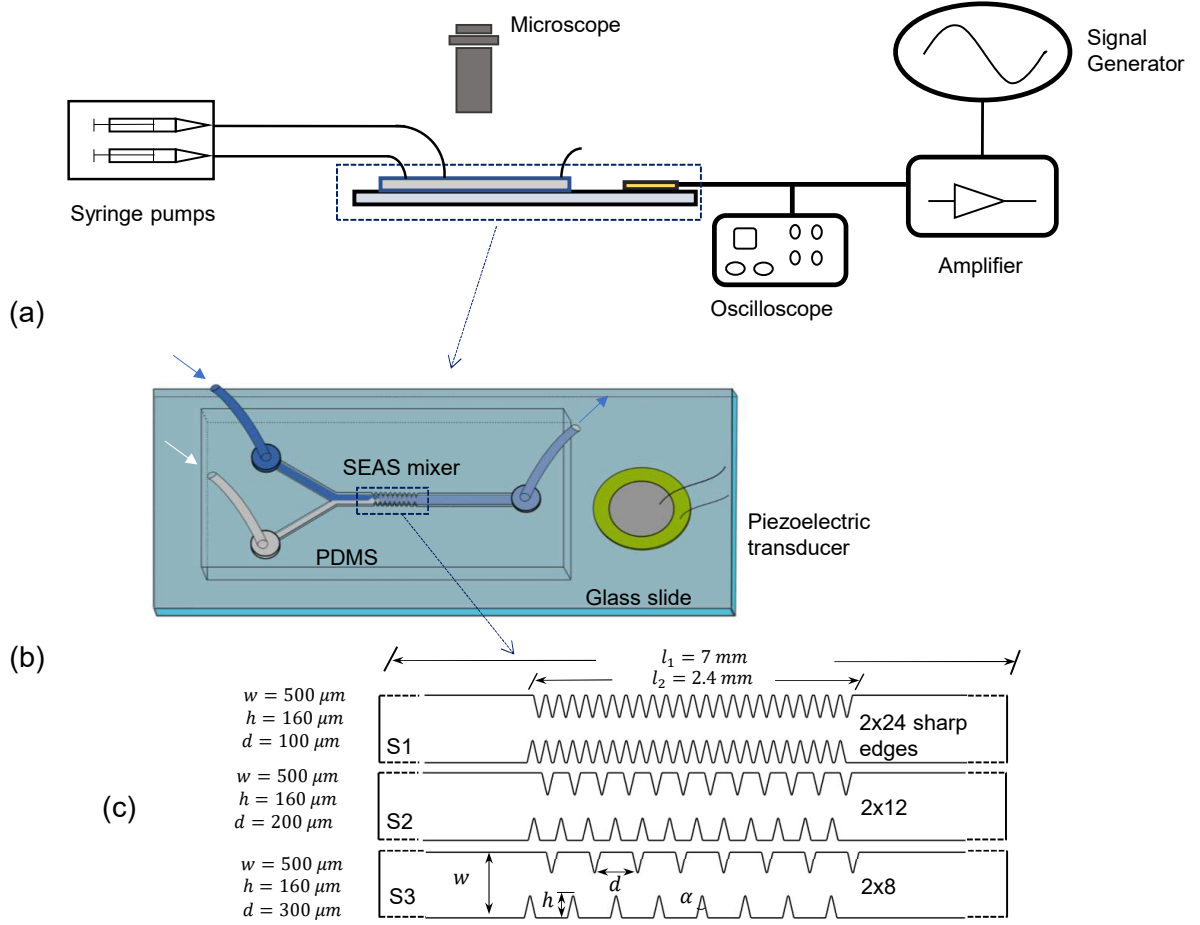 Microscope
Signal
Generator
Syringe pumps
Amplifier
Oscilloscope
(a)
SEAS mixer
PDMS
Piezoelectric
transducer
Glass slide
(b)
l₁ = 7 mm
l₂ = 2.4 mm
w = 500 μm
h = 160 μm
d = 100 μm
S1
2x24 sharp
edges
w = 500 μm
h = 160 μm
d = 200 μm
S2
2x12
(c)
w = 500 μm
h = 160 μm
d = 300 μm
S3
w
h
d
α
2x8